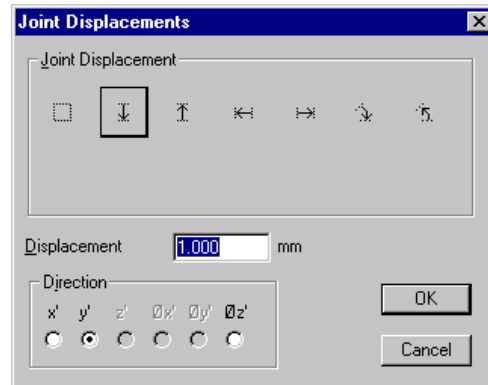 Joint Displacements
Joint Displacement
Displacement 1.000 mm
Direction
x' y' z' Øx' Øy' Øz'
OK
Cancel